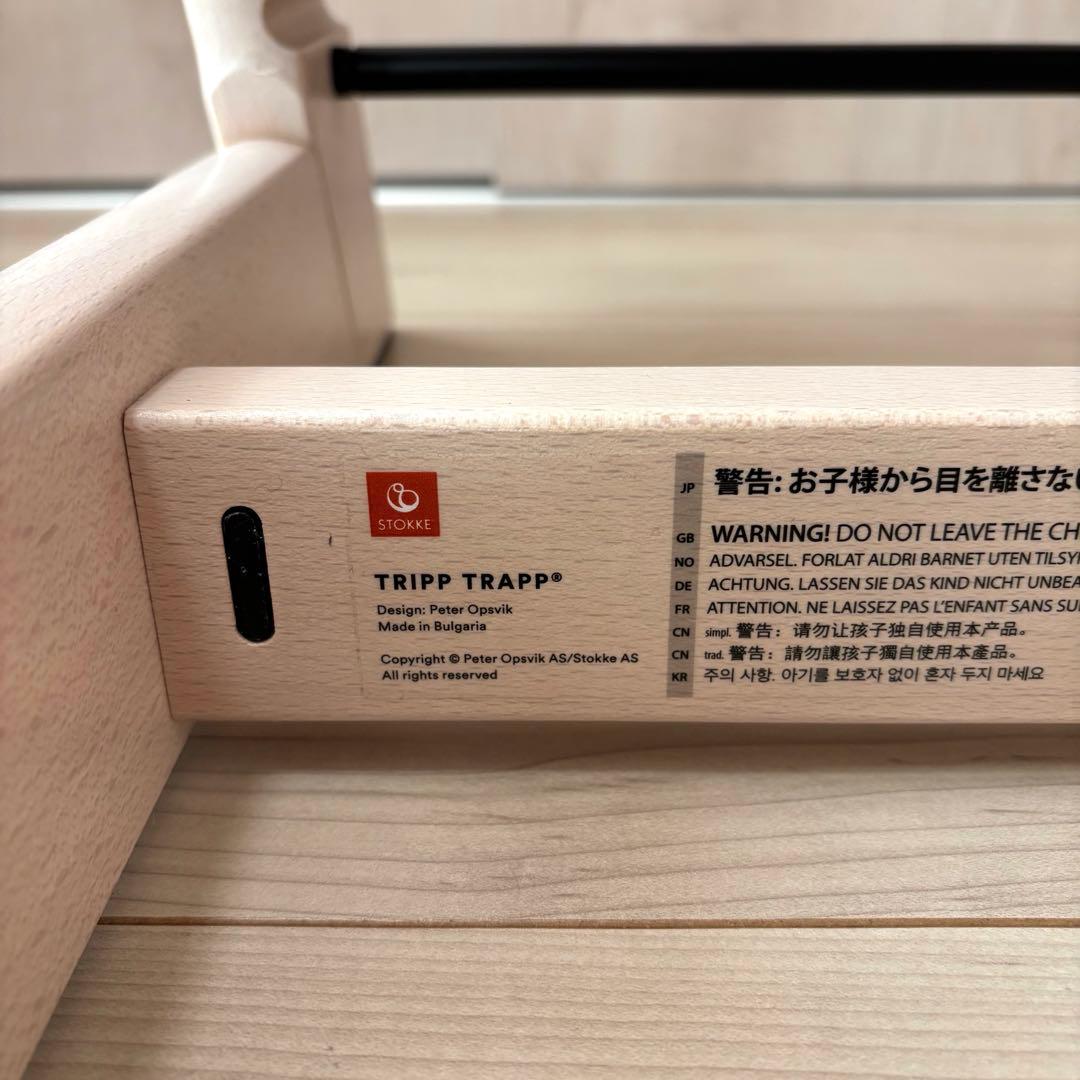 STOKKE
TRIPP TRAPP®
Design: Peter Opsvik
Made in Bulgaria
Copyright © Peter Opsvik AS/Stokke AS
All rights reserved
JP 警告: お子様から目を離さな
GB WARNING! DO NOT LEAVE THE CH
NO ADVARSEL. FORLAT ALDRI BARNET UTEN TILSY
DE ACHTUNG. LASSEN SIE DAS KIND NICHT UNBEA
FR ATTENTION. NE LAISSEZ PAS L'ENFANT SANS SU
CN simpl. 警告：请勿让孩子独自使用本产品。
CN trad. 警告：請勿讓孩子獨自使用本產品。
KR 주의 사항. 아기를 보호자 없이 혼자 두지 마세요